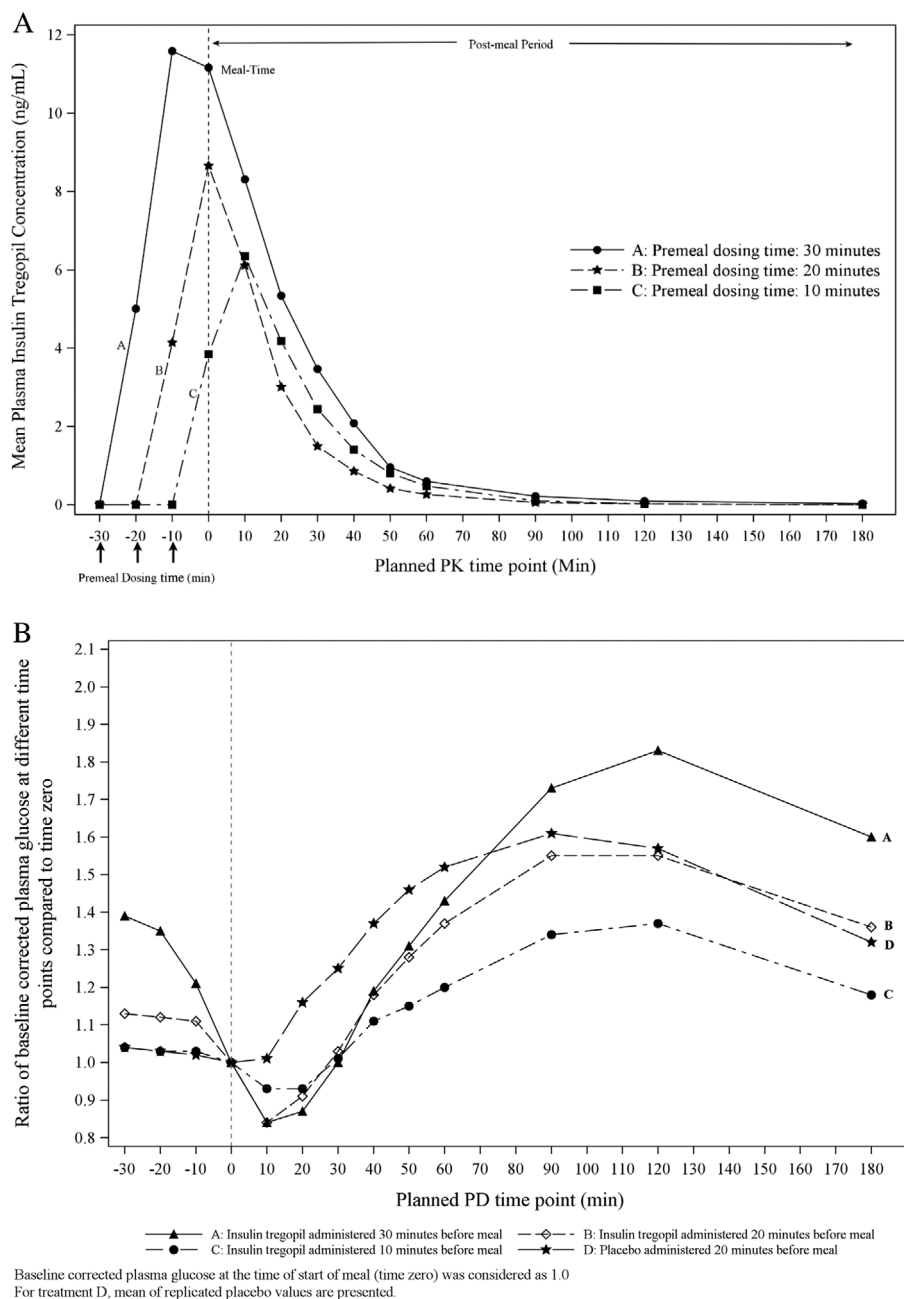 A
Mean Plasma Insulin Tregopil Concentration (ng/mL)
12
10
8
6
4
2
0
Post-meal Period
Meal-Time
A: Premeal dosing time: 30 minutes
B: Premeal dosing time: 20 minutes
C: Premeal dosing time: 10 minutes
A
B
C
-30 -20 -10 0 10 20 30 40 50 60 70 80 90 100 110 120 130 140 150 160 170 180
Premeal Dosing time (min)
Planned PK time point (Min)
B
Ratio of baseline corrected plasma glucose at different time
points compared to time zero
2.1
2.0
1.9
1.8
1.7
1.6
1.5
1.4
1.3
1.2
1.1
1.0
0.9
0.8
A
B
D
C
-30 -20 -10 0 10 20 30 40 50 60 70 80 90 100 110 120 130 140 150 160 170 180
Planned PD time point (min)
A: Insulin tregopil administered 30 minutes before meal B: Insulin tregopil administered 20 minutes before meal
C: Insulin tregopil administered 10 minutes before meal D: Placebo administered 20 minutes before meal
Baseline corrected plasma glucose at the time of start of meal (time zero) was considered as 1.0
For treatment D, mean of replicated placebo values are presented.